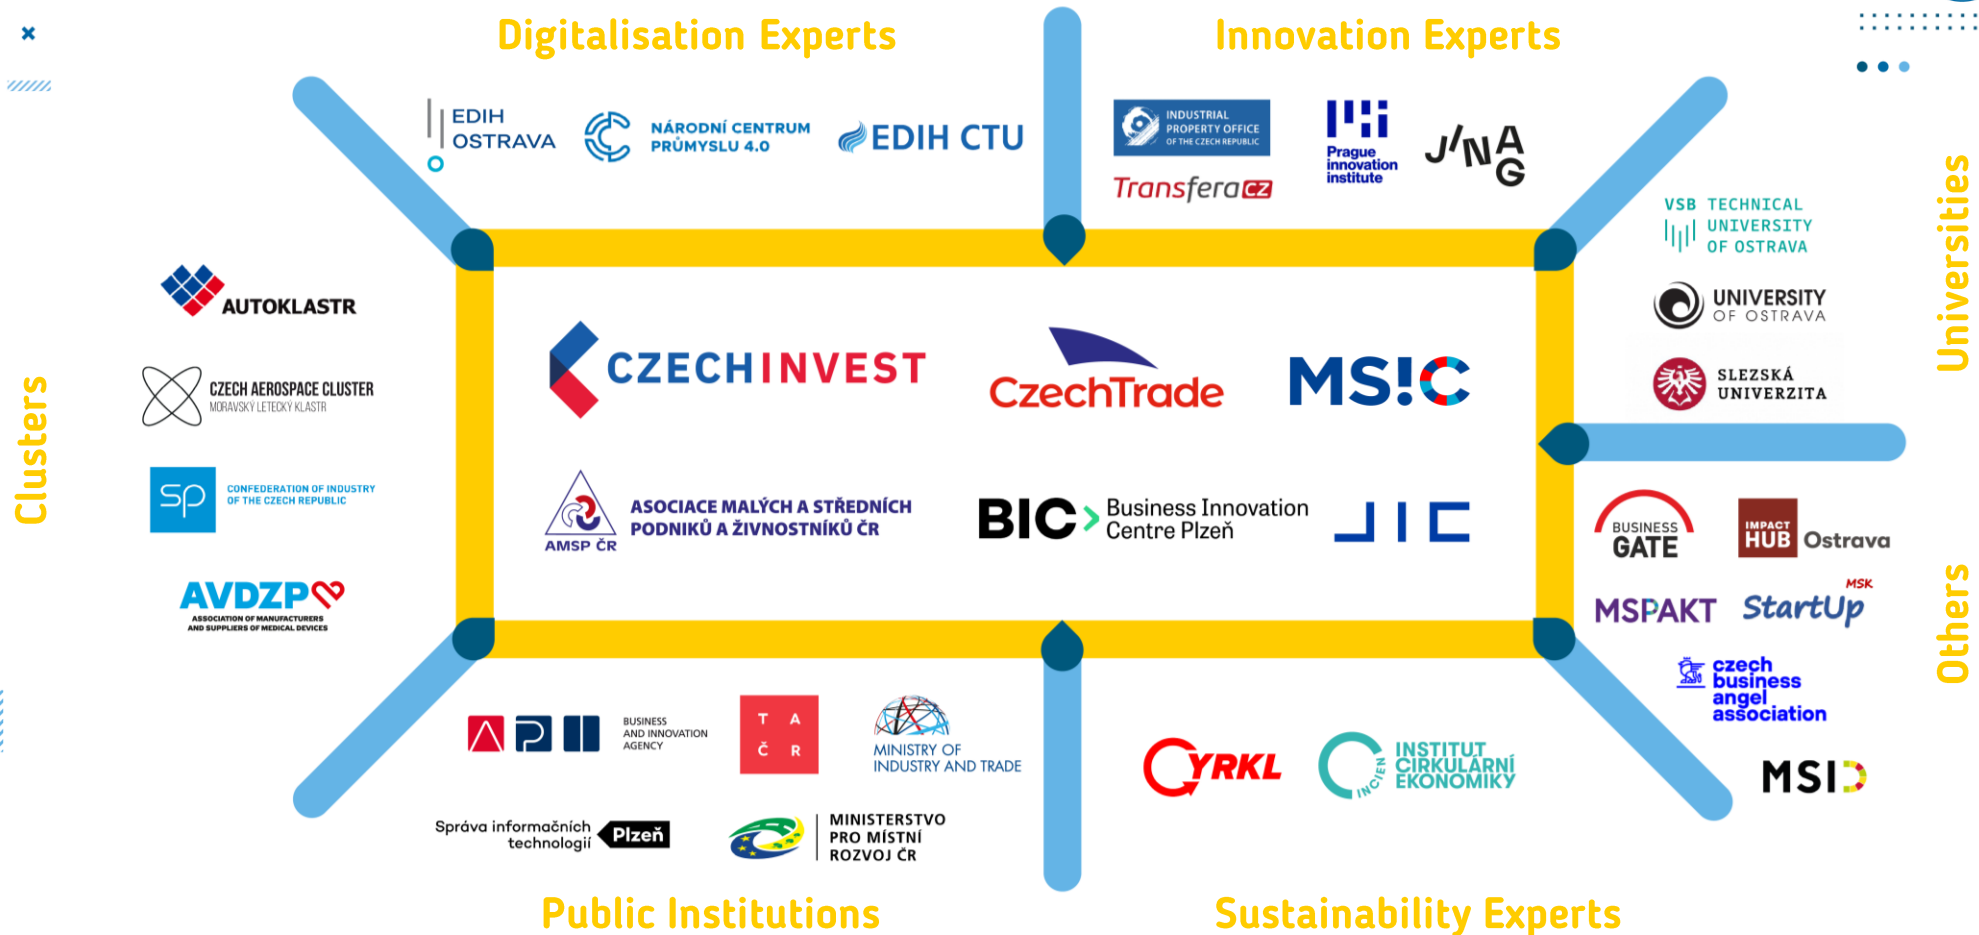 Digitalisation Experts
Innovation Experts
EDIH
OSTRAVA
NÁRODNÍ CENTRUM
PRŮMYSLU 4.0
EDIH CTU
INDUSTRIAL
PROPERTY OFFICE
OF THE CZECH REPUBLIC
Transfera CZ
Prague
innovation
institute
JINAG
Universities
VSB TECHNICAL
UNIVERSITY
OF OSTRAVA
UNIVERSITY
OF OSTRAVA
SLEZSKÁ
UNIVERZITA
Clusters
AUTOKLASTR
CZECH AEROSPACE CLUSTER
MORAVSKÝ LETECKÝ KLASTR
SP
CONFEDERATION OF INDUSTRY
OF THE CZECH REPUBLIC
AVDZP
ASSOCIATION OF MANUFACTURERS
AND SUPPLIERS OF MEDICAL DEVICES
CZECHINVEST
CzechTrade
MS!C
AMSP ČR
ASOCIACE MALÝCH A STŘEDNÍCH
PODNIKŮ A ŽIVNOSTNÍKŮ ČR
BIC
Business Innovation
Centre Plzeň
JIC
Others
BUSINESS
GATE
IMPACT
HUB Ostrava
MSPAKT
MSK
StartUp
czech
business
angel
association
MSID
API
BUSINESS
AND INNOVATION
AGENCY
T A
Č R
MINISTRY OF
INDUSTRY AND TRADE
Správa informačních
technologií
Plzeň
MINISTERSTVO
PRO MÍSTNÍ
ROZVOJ ČR
CYRKL
INCIEN
INSTITUT
CIRKULÁRNÍ
EKONOMIKY
Public Institutions
Sustainability Experts